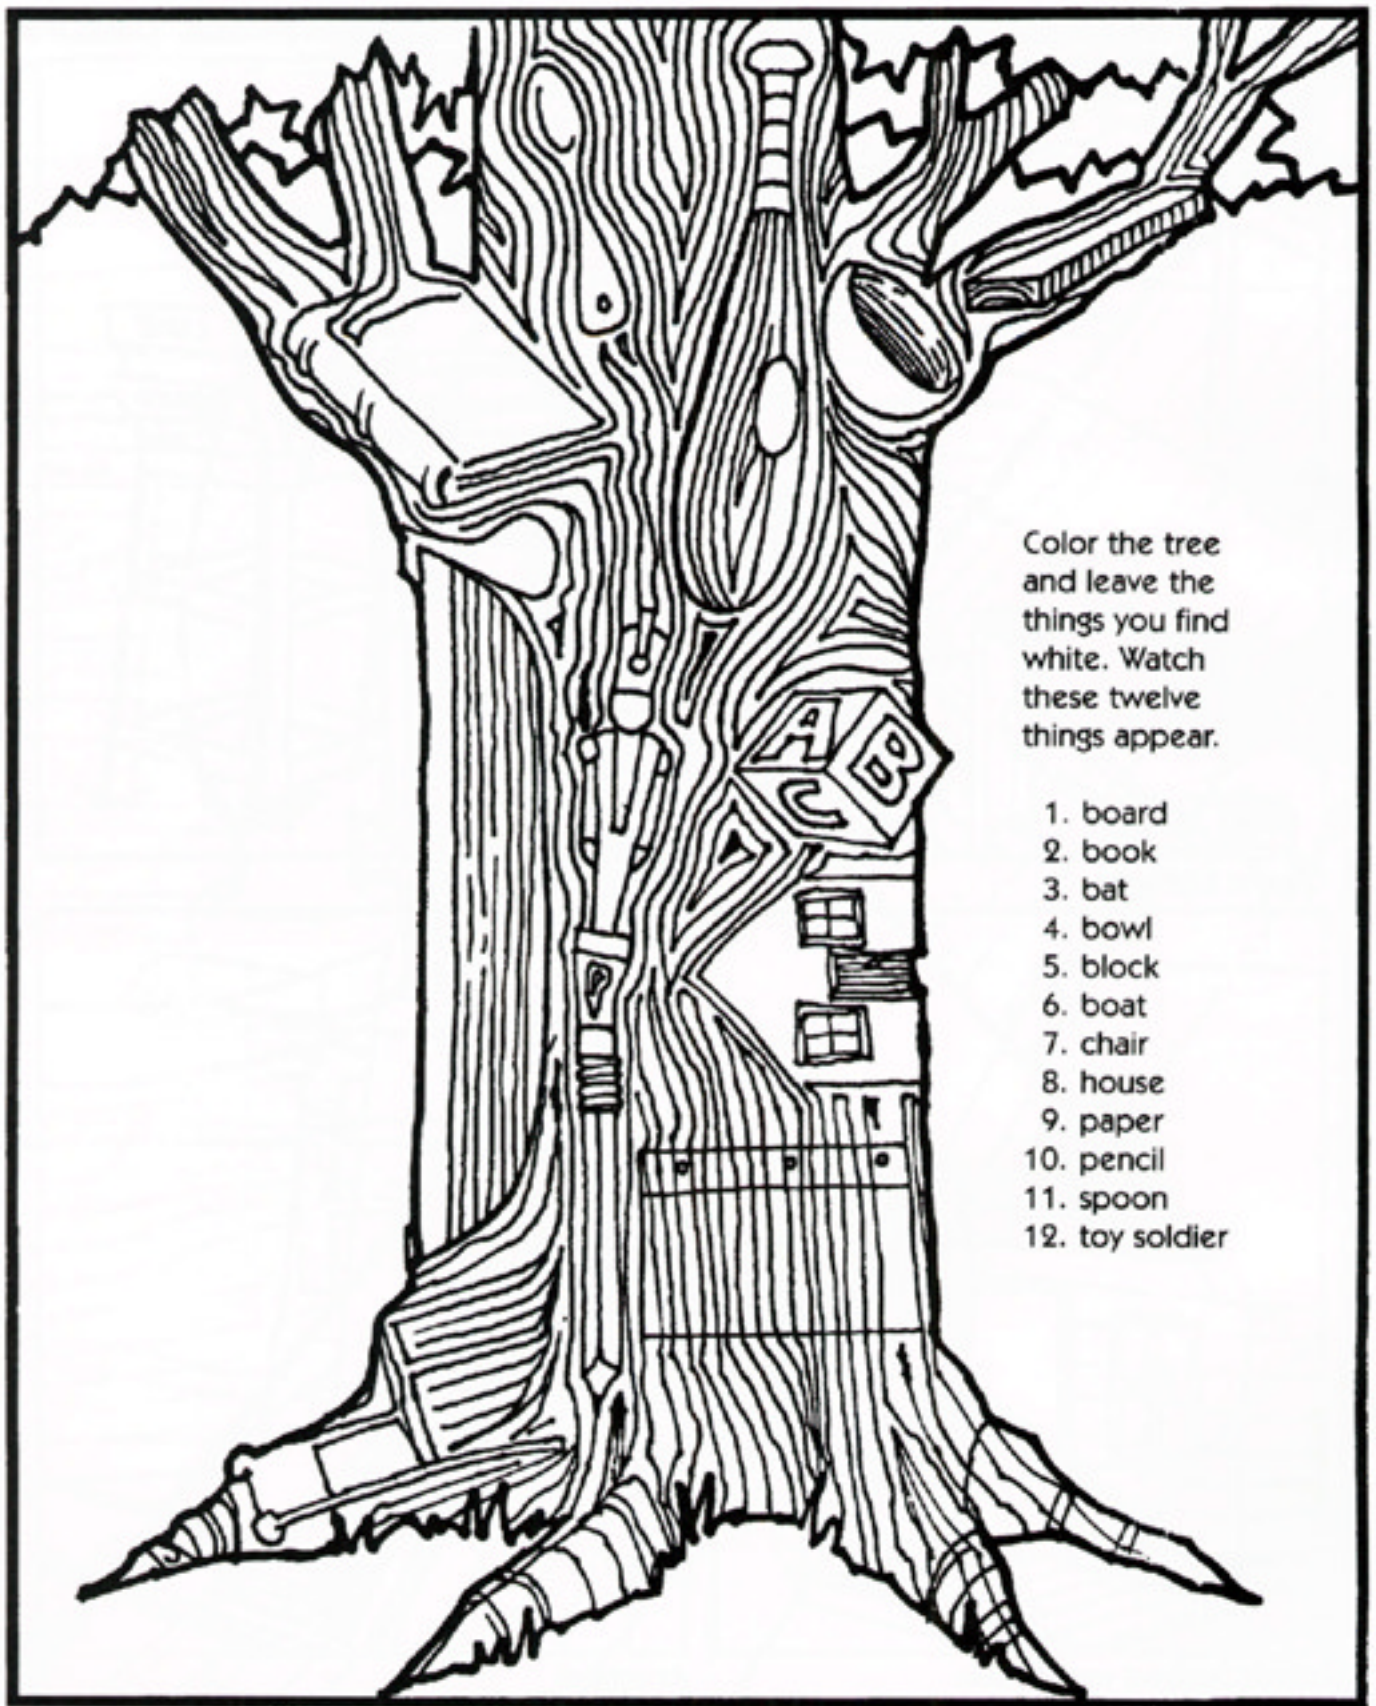 A
B
C
Color the tree
and leave the
things you find
white. Watch
these twelve
things appear.
1. board
2. book
3. bat
4. bowl
5. block
6. boat
7. chair
8. house
9. paper
10. pencil
11. spoon
12. toy soldier